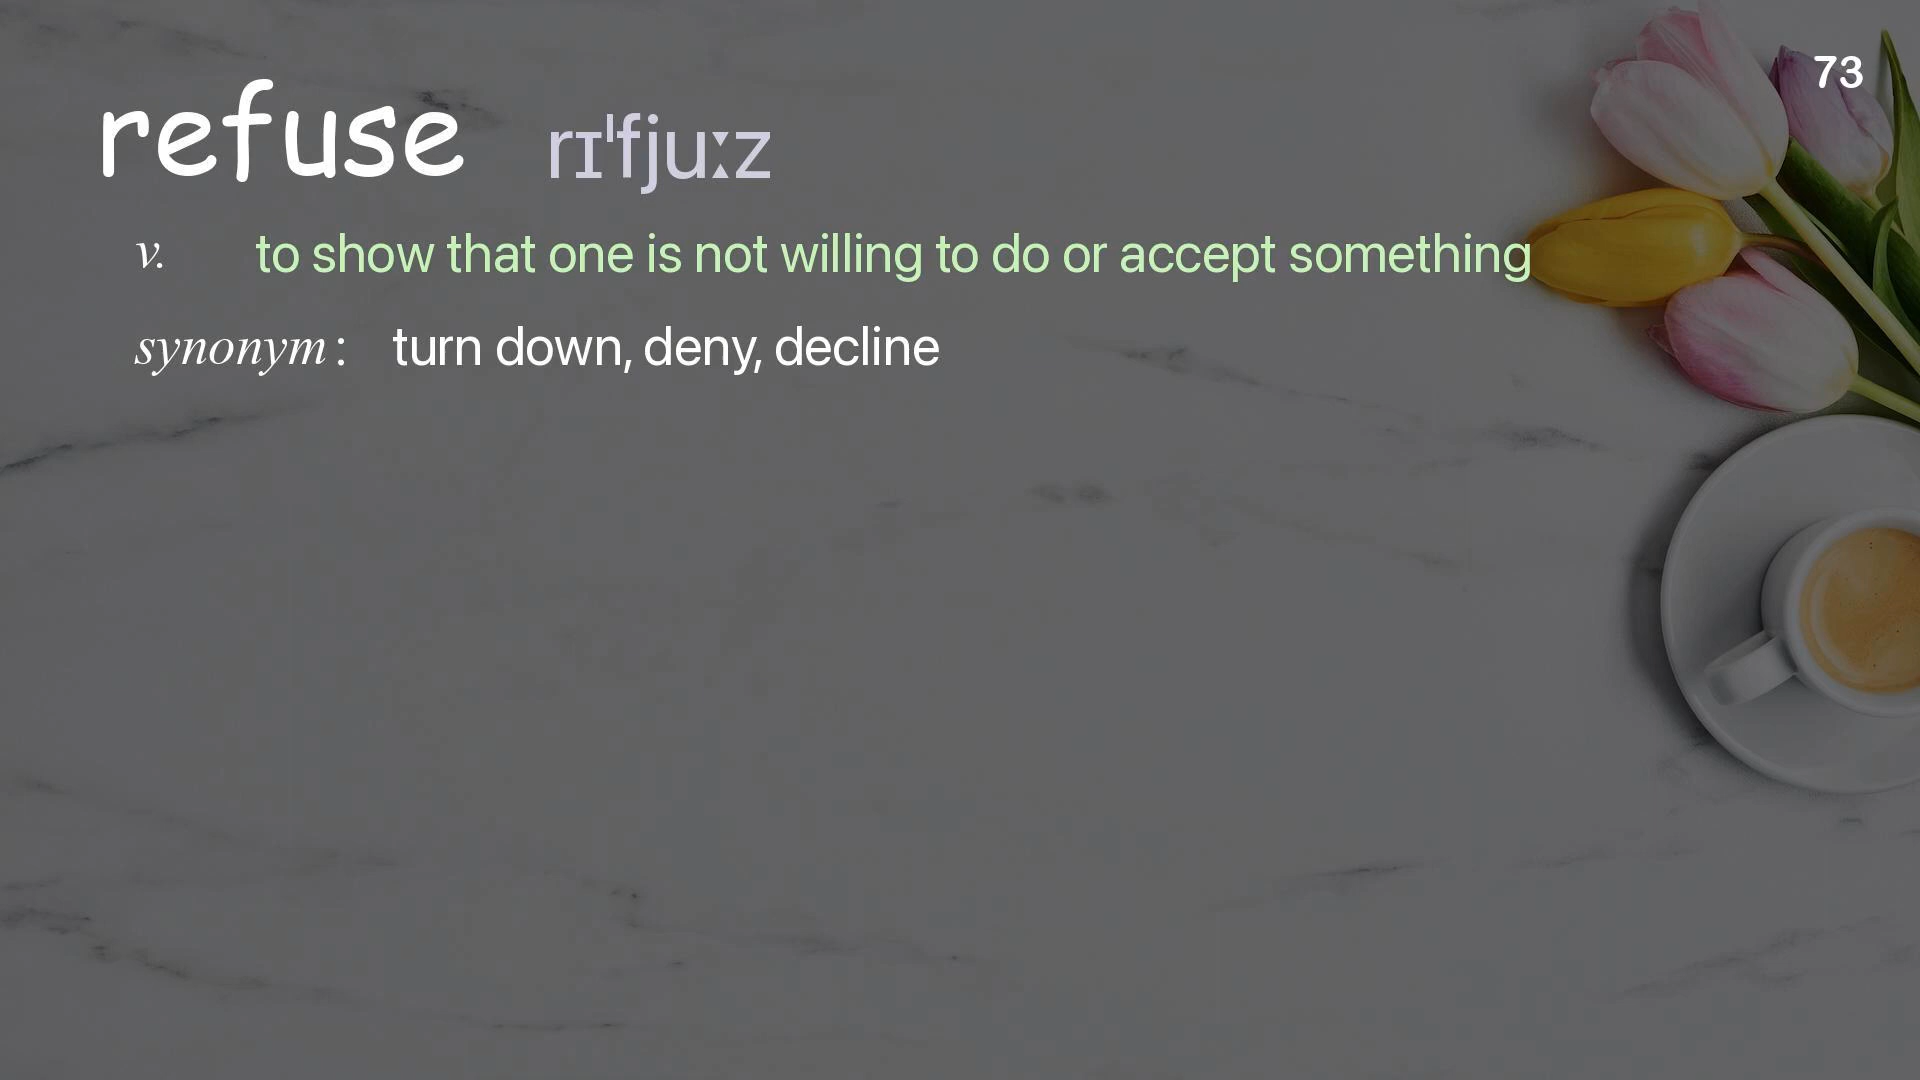 73
refuse rɪˈfjuːz
v. to show that one is not willing to do or accept something
synonym: turn down, deny, decline